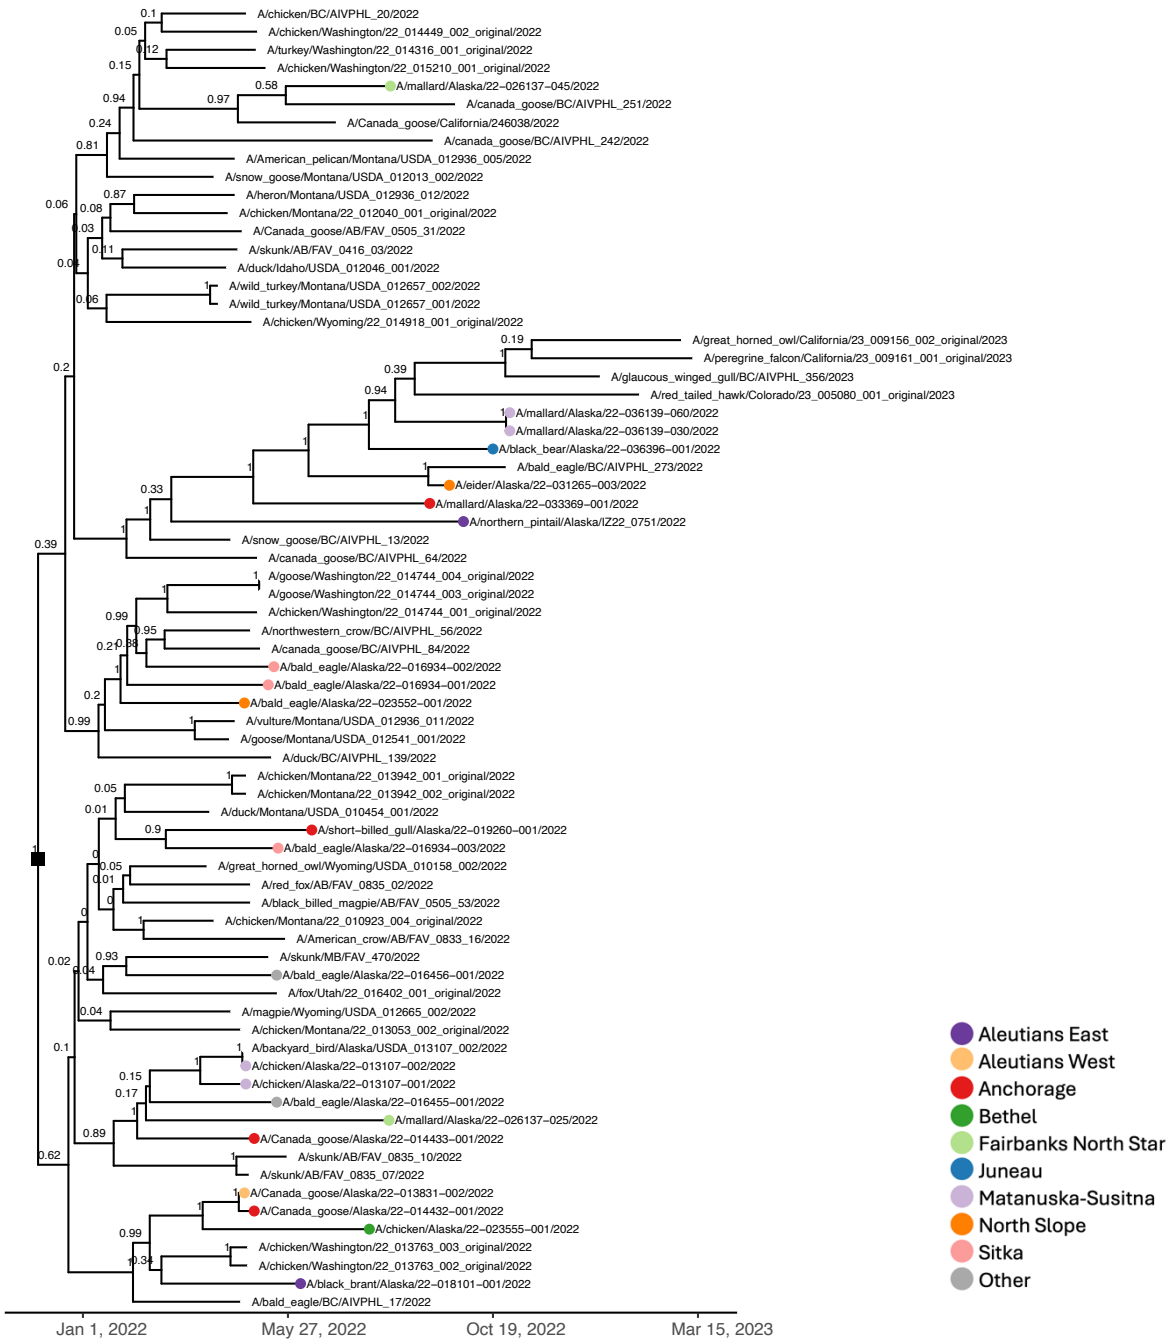 0.1
A/chicken/BC/AIVPHL_20/2022
0.05
A/chicken/Washington/22_014449_002_original/2022
0.12
A/turkey/Washington/22_014316_001_original/2022
0.15
A/chicken/Washington/22_015210_001_original/2022
0.58
A/mallard/Alaska/22-026137-045/2022
0.94
0.97
A/canada_goose/BC/AIVPHL_251/2022
0.24
A/Canada_goose/California/246038/2022
0.81
A/canada_goose/BC/AIVPHL_242/2022
A/American_pelican/Montana/USDA_012936_005/2022
A/snow_goose/Montana/USDA_012013_002/2022
0.06
0.87
A/heron/Montana/USDA_012936_012/2022
0.08
A/chicken/Montana/22_012040_001_original/2022
0.03
A/Canada_goose/AB/FAV_0505_31/2022
0.11
A/skunk/AB/FAV_0416_03/2022
0.04
A/duck/Idaho/USDA_012046_001/2022
1
A/wild_turkey/Montana/USDA_012657_002/2022
0.06
A/wild_turkey/Montana/USDA_012657_001/2022
A/chicken/Wyoming/22_014918_001_original/2022
0.19
A/great_horned_owl/California/23_009156_002_original/2023
1
A/peregrine_falcon/California/23_009161_001_original/2023
0.2
0.39
A/glaucous_winged_gull/BC/AIVPHL_356/2023
0.94
A/red_tailed_hawk/Colorado/23_005080_001_original/2023
1
A/mallard/Alaska/22-036139-060/2022
1
A/mallard/Alaska/22-036139-030/2022
1
A/black_bear/Alaska/22-036396-001/2022
1
1
A/bald_eagle/BC/AIVPHL_273/2022
A/eider/Alaska/22-031265-003/2022
0.33
A/mallard/Alaska/22-033369-001/2022
1
A/northern_pintail/Alaska/IZ22_0751/2022
1
A/snow_goose/BC/AIVPHL_13/2022
0.39
A/canada_goose/BC/AIVPHL_64/2022
1
A/goose/Washington/22_014744_004_original/2022
1
A/goose/Washington/22_014744_003_original/2022
A/chicken/Washington/22_014744_001_original/2022
0.99
0.95
A/northwestern_crow/BC/AIVPHL_56/2022
0.21
0.38
A/canada_goose/BC/AIVPHL_84/2022
A/bald_eagle/Alaska/22-016934-002/2022
1
A/bald_eagle/Alaska/22-016934-001/2022
0.2
A/bald_eagle/Alaska/22-023552-001/2022
0.99
1
A/vulture/Montana/USDA_012936_011/2022
A/goose/Montana/USDA_012541_001/2022
A/duck/BC/AIVPHL_139/2022
1
A/chicken/Montana/22_013942_001_original/2022
0.05
A/chicken/Montana/22_013942_002_original/2022
0.01
A/duck/Montana/USDA_010454_001/2022
0.9
A/short-billed_gull/Alaska/22-019260-001/2022
1
A/bald_eagle/Alaska/22-016934-003/2022
0
0.05
A/great_horned_owl/Wyoming/USDA_010158_002/2022
0.01
A/red_fox/AB/FAV_0835_02/2022
0
A/black_billed_magpie/AB/FAV_0505_53/2022
0
1
A/chicken/Montana/22_010923_004_original/2022
A/American_crow/AB/FAV_0833_16/2022
0.02
0.93
A/skunk/MB/FAV_470/2022
0.04
A/bald_eagle/Alaska/22-016456-001/2022
A/fox/Utah/22_016402_001_original/2022
0.04
A/magpie/Wyoming/USDA_012665_002/2022
A/chicken/Montana/22_013053_002_original/2022
0.1
1
A/backyard_bird/Alaska/USDA_013107_002/2022
1
A/chicken/Alaska/22-013107-002/2022
0.15
A/chicken/Alaska/22-013107-001/2022
0.17
A/bald_eagle/Alaska/22-016455-001/2022
1
A/mallard/Alaska/22-026137-025/2022
0.89
A/Canada_goose/Alaska/22-014433-001/2022
0.62
1
A/skunk/AB/FAV_0835_10/2022
A/skunk/AB/FAV_0835_07/2022
1
A/Canada_goose/Alaska/22-013831-002/2022
1
A/Canada_goose/Alaska/22-014432-001/2022
0.99
A/chicken/Alaska/22-023555-001/2022
1
A/chicken/Washington/22_013763_003_original/2022
1
0.34
A/chicken/Washington/22_013763_002_original/2022
A/black_brant/Alaska/22-018101-001/2022
A/bald_eagle/BC/AIVPHL_17/2022
Jan 1, 2022
May 27, 2022
Oct 19, 2022
Mar 15, 2023
Aleutians East
Aleutians West
Anchorage
Bethel
Fairbanks North Star
Juneau
Matanuska-Susitna
North Slope
Sitka
Other